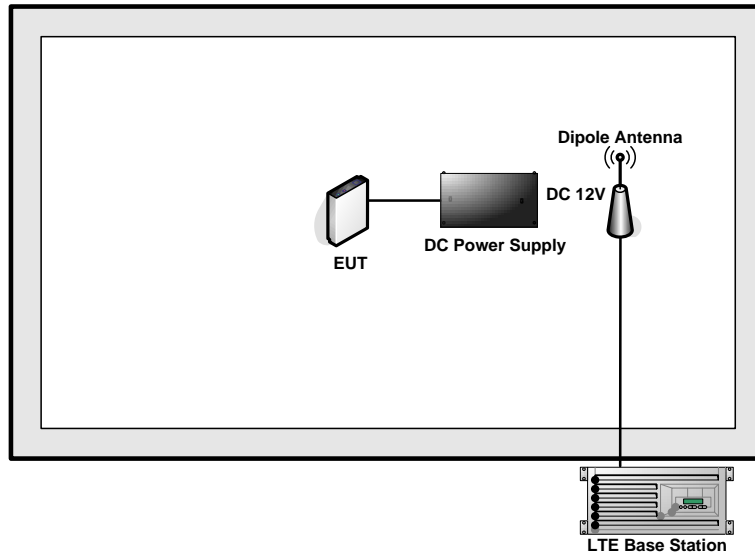 Dipole Antenna
DC 12V
EUT
DC Power Supply
LTE Base Station